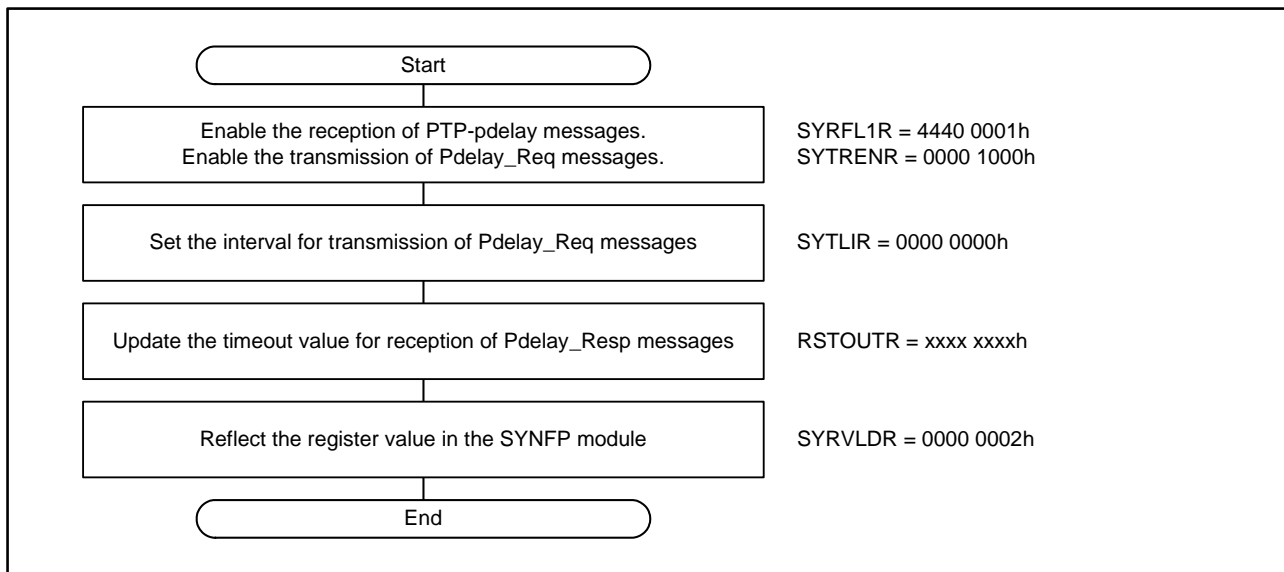 Start
Enable the reception of PTP-pdelay messages.
Enable the transmission of Pdelay_Req messages.
SYRFL1R = 4440 0001h
SYTRENR = 0000 1000h
Set the interval for transmission of Pdelay_Req messages
SYTLIR = 0000 0000h
Update the timeout value for reception of Pdelay_Resp messages
RSTOUTR = xxxx xxxxh
Reflect the register value in the SYNFP module
SYRVLDR = 0000 0002h
End